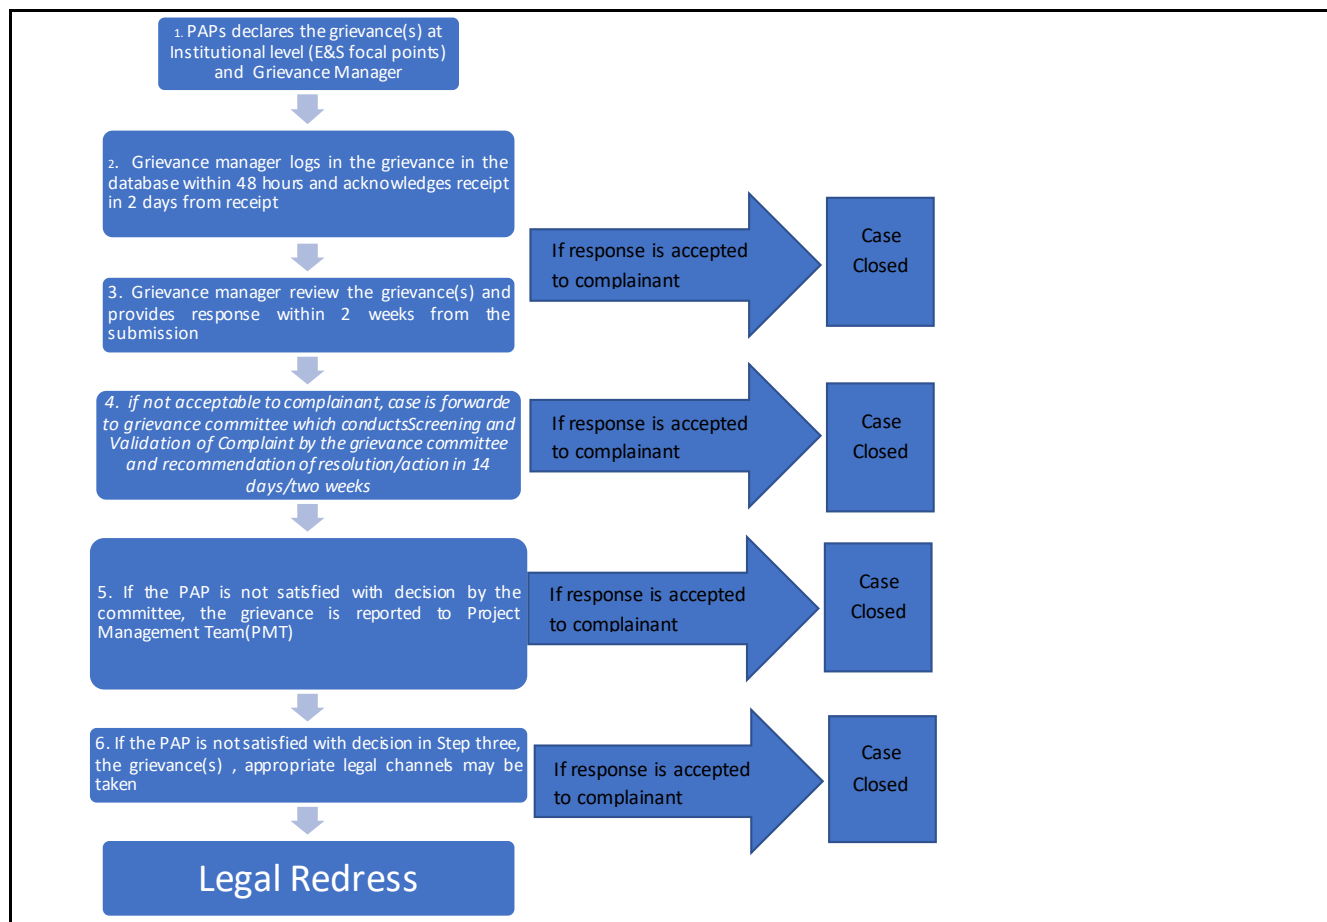 1. PAPs declares the grievance(s) at
Institutional level (E&S focal points)
and Grievance Manager
2. Grievance manager logs in the grievance in the
database within 48 hours and acknowledges receipt
in 2 days from receipt
If response is accepted
to complainant
Case
Closed
3. Grievance manager review the grievance(s) and
provides response within 2 weeks from the
submission
4. if not acceptable to complainant, case is forwarde
to grievance committee which conductsScreening and
Validation of Complaint by the grievance committee
and recommendation of resolution/action in 14
days/two weeks
If response is accepted
to complainant
Case
Closed
5. If the PAP is not satisfied with decision by the
committee, the grievance is reported to Project
Management Team(PMT)
If response is accepted
to complainant
Case
Closed
6. If the PAP is not satisfied with decision in Step three,
the grievance(s) , appropriate legal channels may be
taken
If response is accepted
to complainant
Case
Closed
Legal Redress